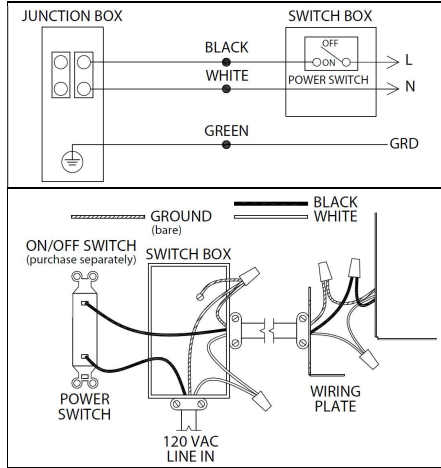 JUNCTION BOX
SWITCH BOX
BLACK
OFF
ON
L
WHITE
POWER SWITCH
N
GREEN
GRD
GROUND
(bare)
BLACK
WHITE
ON/OFF SWITCH
(purchase separately)
SWITCH BOX
POWER
SWITCH
WIRING
PLATE
120 VAC
LINE IN